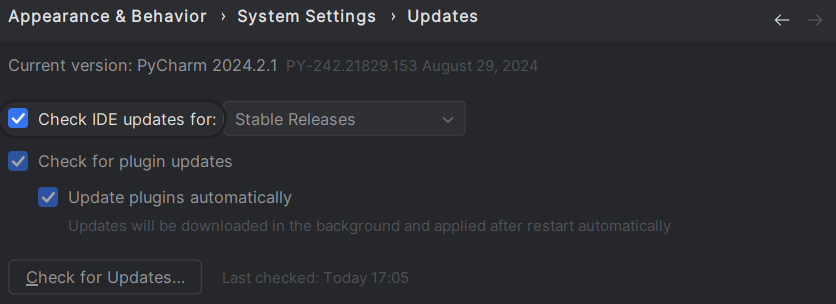 Appearance & Behavior › System Settings › Updates
Current version: PyCharm 2024.2.1 PY-242.21829.153 August 29, 2024
Check IDE updates for: Stable Releases
Check for plugin updates
Update plugins automatically
Updates will be downloaded in the background and applied after restart automatically
Check for Updates... Last checked: Today 17:05